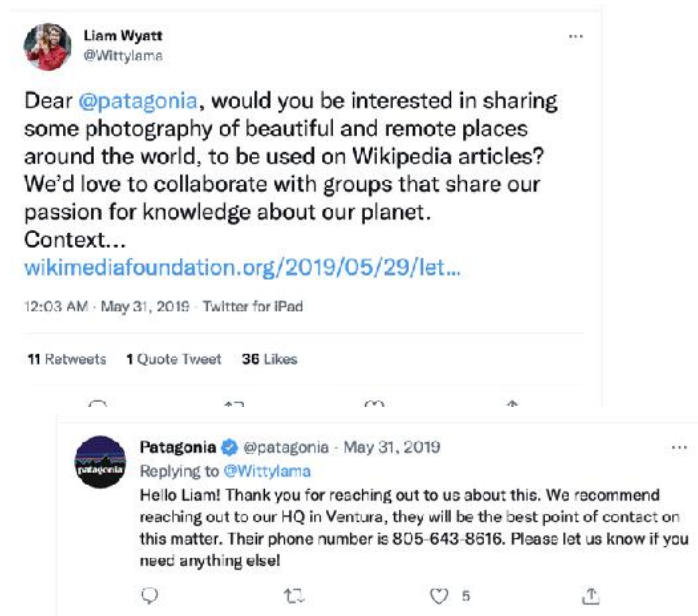 Liam Wyatt
@Wittylama
Dear @patagonia, would you be interested in sharing
some photography of beautiful and remote places
around the world, to be used on Wikipedia articles?
We'd love to collaborate with groups that share our
passion for knowledge about our planet.
Context...
wikimediafoundation.org/2019/05/29/let...
12:03 AM · May 31, 2019 · Twitter for iPad
11 Retweets 1 Quote Tweet 36 Likes
patagonia
Patagonia @patagonia · May 31, 2019
Replying to @Wittylama
Hello Liam! Thank you for reaching out to us about this. We recommend
reaching out to our HQ in Ventura, they will be the best point of contact on
this matter. Their phone number is 805-643-8616. Please let us know if you
need anything else!
5